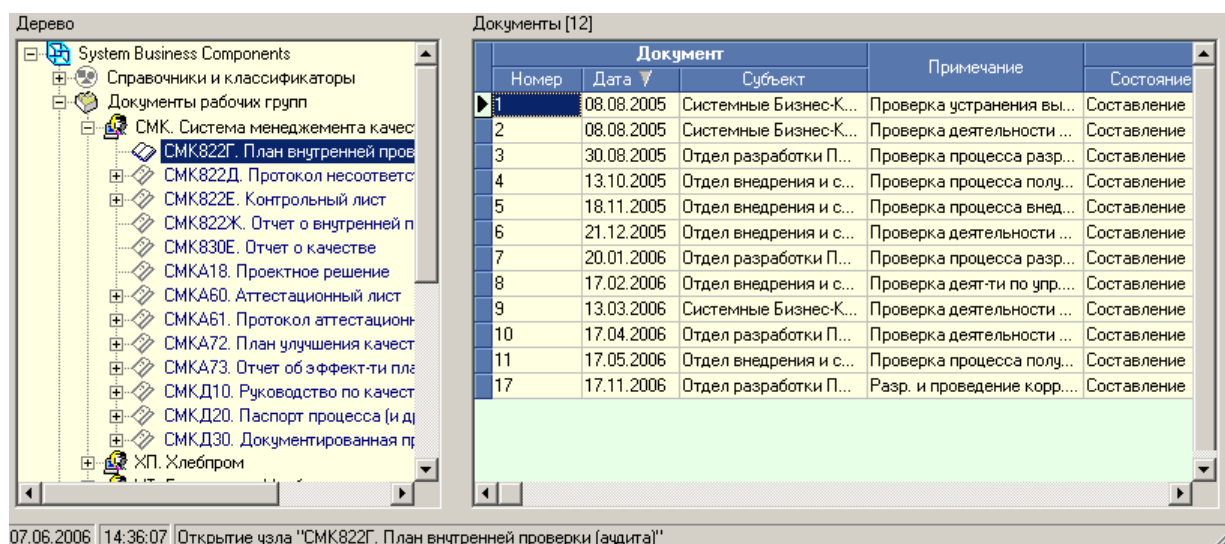 Дерево
System Business Components
Справочники и классификаторы
Документы рабочих групп
СМК. Система менеджемента качес
СМК822Г. План внутренней пров
СМК822Д. Протокол несоответс
СМК822Е. Контрольный лист
СМК822Ж. Отчет о внутренней п
СМК830Е. Отчет о качестве
СМКА18. Проектное решение
СМКА60. Аттестационный лист
СМКА61. Протокол аттестацион
СМКА72. План улучшения качест
СМКА73. Отчет об эффект-ти пла
СМКД10. Руководство по качест
СМКД20. Паспорт процесса (и д
СМКД30. Документированная п
ХП. Хлебпром
Документы [12]
Документ
Номер Дата Субъект Примечание Состояние
1 08.08.2005 Системные Бизнес-К... Проверка устранения вы... Составление
2 08.08.2005 Системные Бизнес-К... Проверка деятельности ... Составление
3 30.08.2005 Отдел разработки П... Проверка процесса разр... Составление
4 13.10.2005 Отдел внедрения и с... Проверка процесса полу... Составление
5 18.11.2005 Отдел внедрения и с... Проверка процесса внед... Составление
6 21.12.2005 Отдел внедрения и с... Проверка деятельности ... Составление
7 20.01.2006 Отдел разработки П... Проверка процесса разр... Составление
8 17.02.2006 Отдел внедрения и с... Проверка деят-ти по упр.... Составление
9 13.03.2006 Системные Бизнес-К... Проверка деятельности ... Составление
10 17.04.2006 Отдел разработки П... Проверка деятельности ... Составление
11 17.05.2006 Отдел внедрения и с... Проверка процесса полу... Составление
17 17.11.2006 Отдел разработки П... Разр. и проведение корр.... Составление
07.06.2006 14:36:07 Открытие узла "СМК822Г. План внутренней проверки (аудита)"